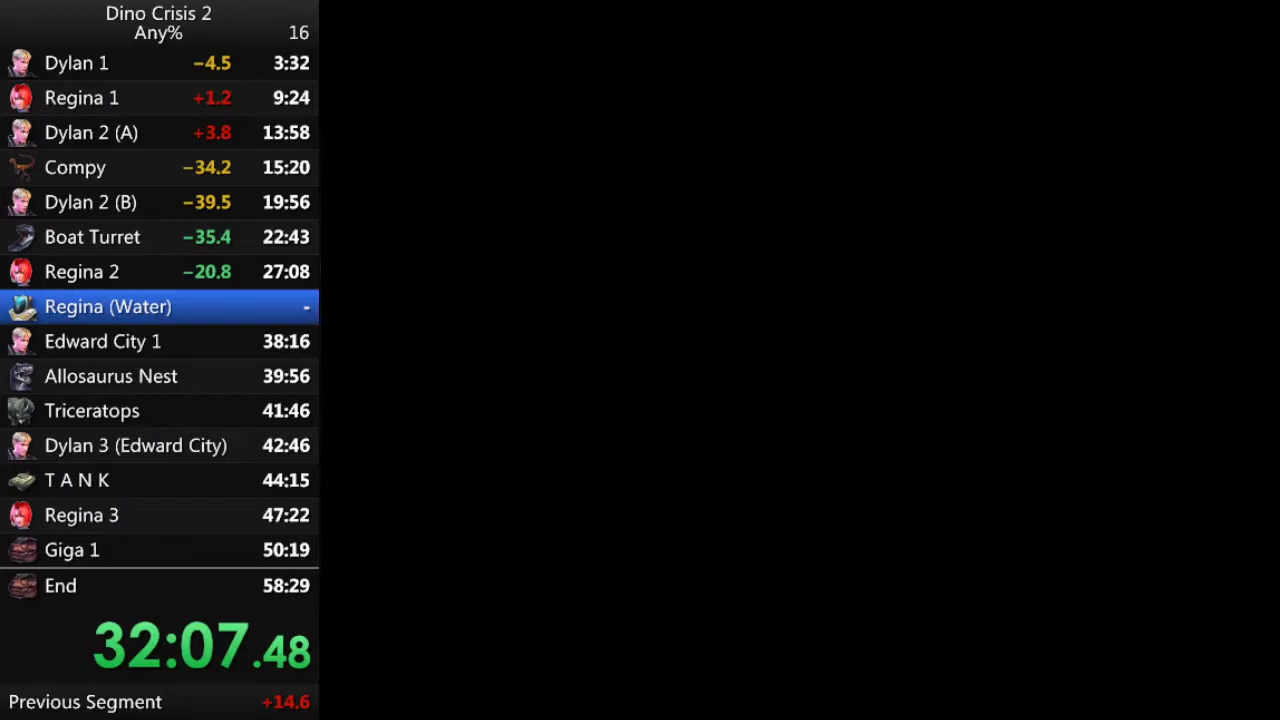 Dino Crisis 2
Any% 16
Dylan 1 −4.5 3:32
Regina 1 +1.2 9:24
Dylan 2 (A) +3.8 13:58
Compy −34.2 15:20
Dylan 2 (B) −39.5 19:56
Boat Turret −35.4 22:43
Regina 2 −20.8 27:08
Regina (Water) -
Edward City 1 38:16
Allosaurus Nest 39:56
Triceratops 41:46
Dylan 3 (Edward City) 42:46
T A N K 44:15
Regina 3 47:22
Giga 1 50:19
End 58:29
32:07.48
Previous Segment +14.6